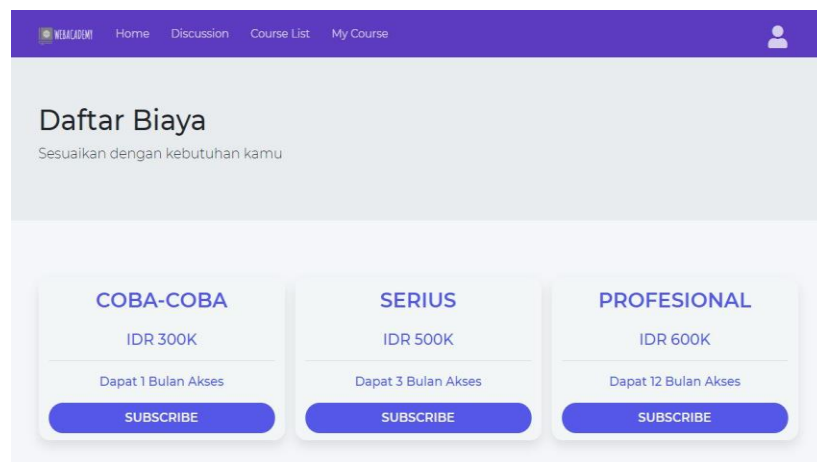 WEBACADEMY Home Discussion Course List My Course
Daftar Biaya
Sesuaikan dengan kebutuhan kamu
COBA-COBA
IDR 300K
Dapat 1 Bulan Akses
SUBSCRIBE
SERIUS
IDR 500K
Dapat 3 Bulan Akses
SUBSCRIBE
PROFESIONAL
IDR 600K
Dapat 12 Bulan Akses
SUBSCRIBE